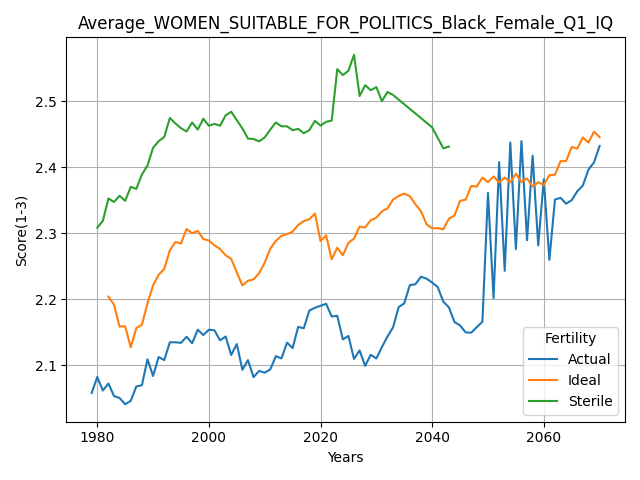 Average_WOMEN_SUITABLE_FOR_POLITICS_Black_Female_Q1_IQ
Score(1-3)
2.5
2.4
2.3
2.2
2.1
Fertility
Actual
Ideal
Sterile
1980 2000 2020 2040 2060
Years